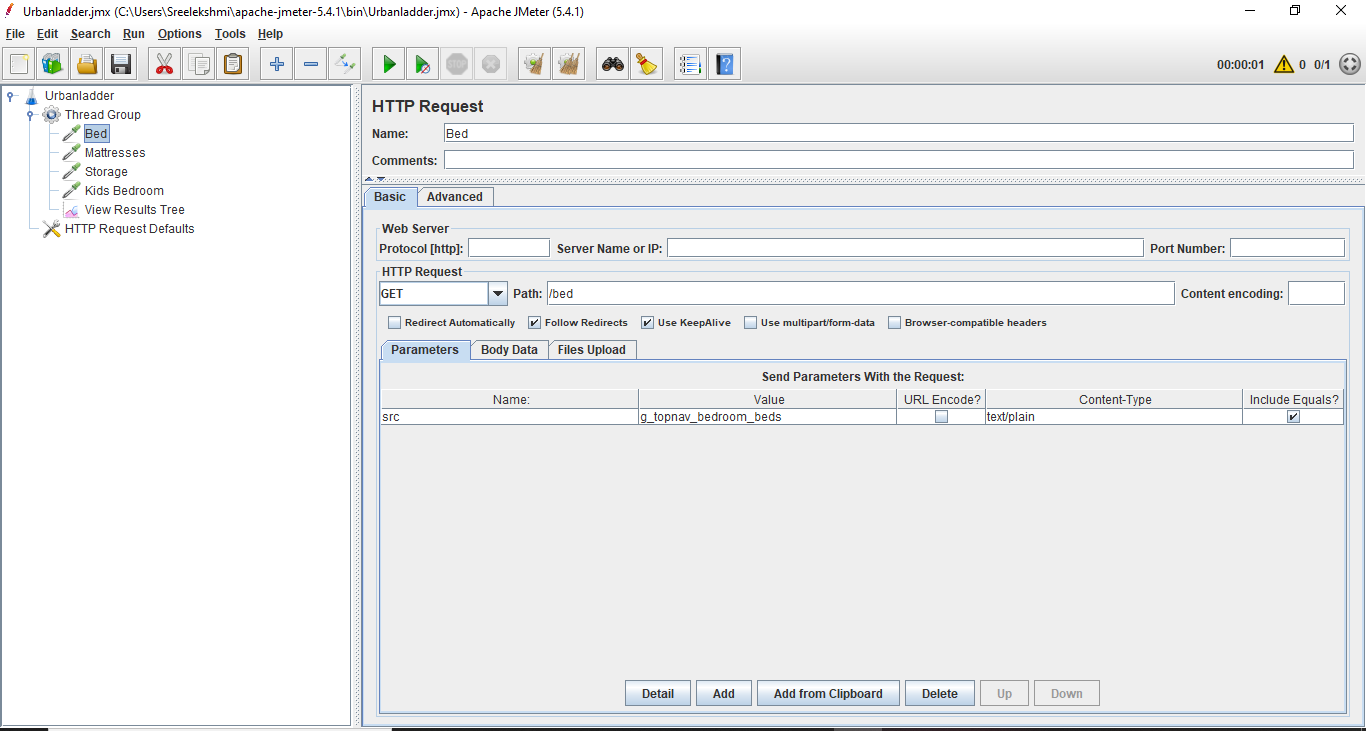 Urbanladder.jmx (C:\Users\Sreelekshmi\apache-jmeter-5.4.1\bin\Urbanladder.jmx) - Apache JMeter (5.4.1)
File Edit Search Run Options Tools Help
STOP ? 00:00:01 0 0/1
Urbanladder
Thread Group
Bed
Mattresses
Storage
Kids Bedroom
View Results Tree
HTTP Request Defaults
HTTP Request
Name: Bed
Comments:
Basic Advanced
Web Server
Protocol [http]: Server Name or IP: Port Number:
HTTP Request
GET Path: /bed Content encoding:
Redirect Automatically Follow Redirects Use KeepAlive Use multipart/form-data Browser-compatible headers
Parameters Body Data Files Upload
Send Parameters With the Request:
Name: Value URL Encode? Content-Type Include Equals?
src g_topnav_bedroom_beds text/plain
Detail Add Add from Clipboard Delete Up Down